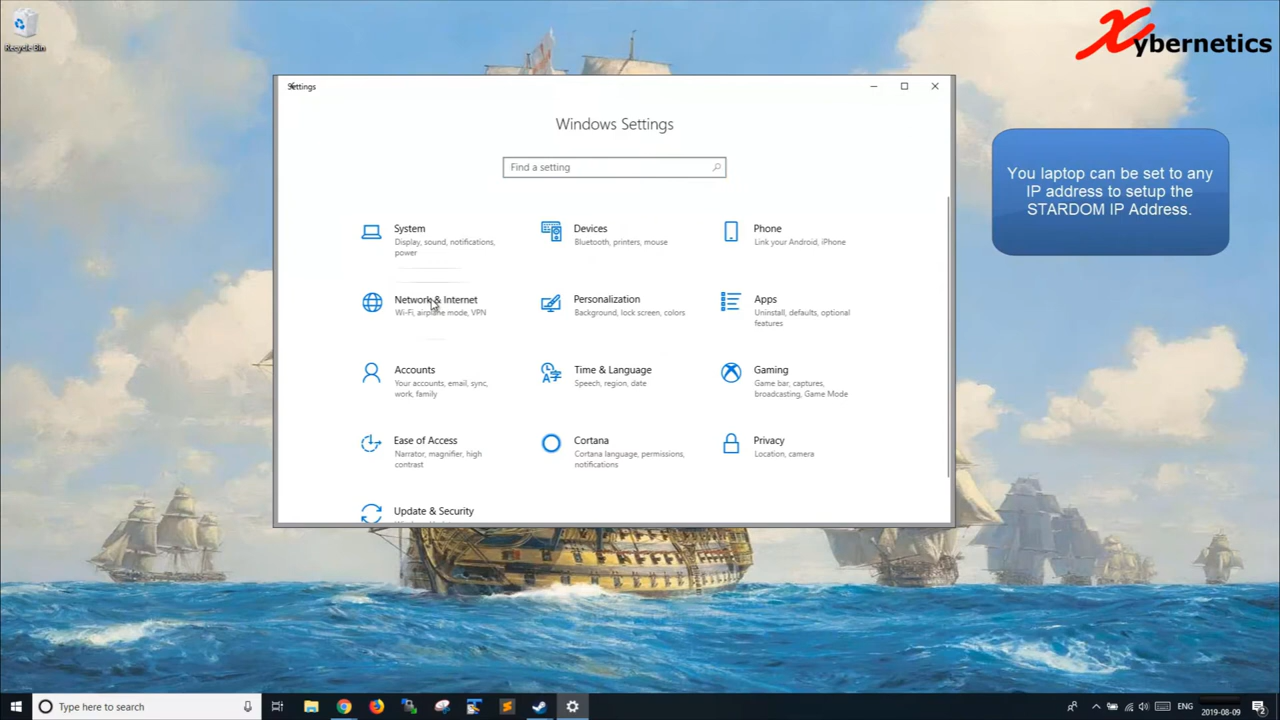 Recycle Bin
Xybernetics
Settings
Windows Settings
Find a setting
You laptop can be set to any
IP address to setup the
STARDOM IP Address.
System
Display, sound, notifications,
power
Devices
Bluetooth, printers, mouse
Phone
Link your Android, iPhone
Network & Internet
Wi-Fi, airplane mode, VPN
Personalization
Background, lock screen, colors
Apps
Uninstall, defaults, optional
features
Accounts
Your accounts, email, sync,
work, family
Time & Language
Speech, region, date
Gaming
Game bar, captures,
broadcasting, Game Mode
Ease of Access
Narrator, magnifier, high
contrast
Cortana
Cortana language, permissions,
notifications
Privacy
Location, camera
Update & Security
Type here to search
ENG
2019-08-09
2